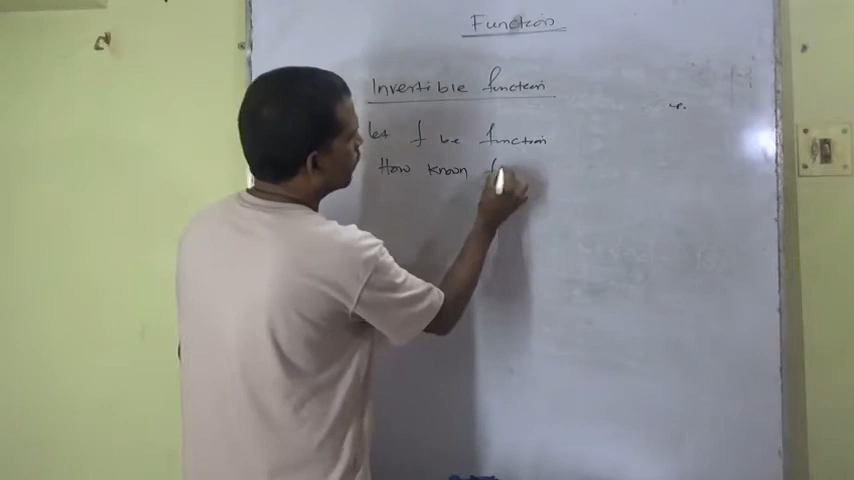 Function
Invertible function
let f be function
How known f